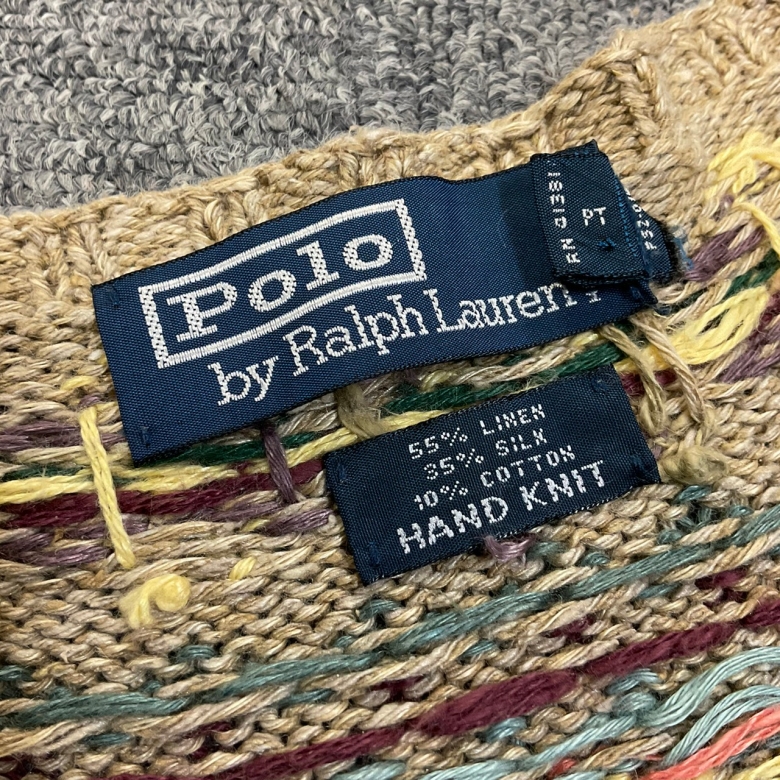 Polo
by Ralph Lauren
RN 41381
PT
55% LINEN
35% SILK
10% COTTON
HAND KNIT